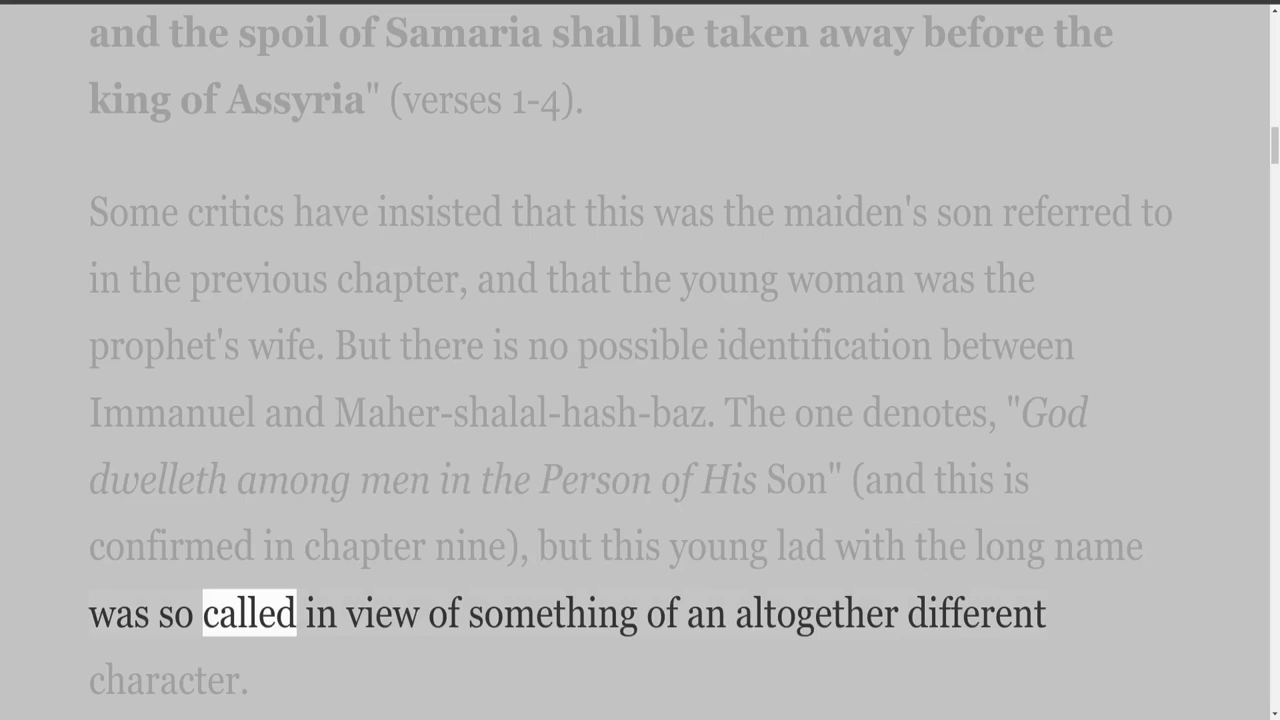 and the spoil of Samaria shall be taken away before the
king of Assyria" (verses 1-4).
Some critics have insisted that this was the maiden's son referred to
in the previous chapter, and that the young woman was the
prophet's wife. But there is no possible identification between
Immanuel and Maher-shalal-hash-baz. The one denotes, "God
dwelleth among men in the Person of His Son" (and this is
confirmed in chapter nine), but this young lad with the long name
was so called in view of something of an altogether different
character.